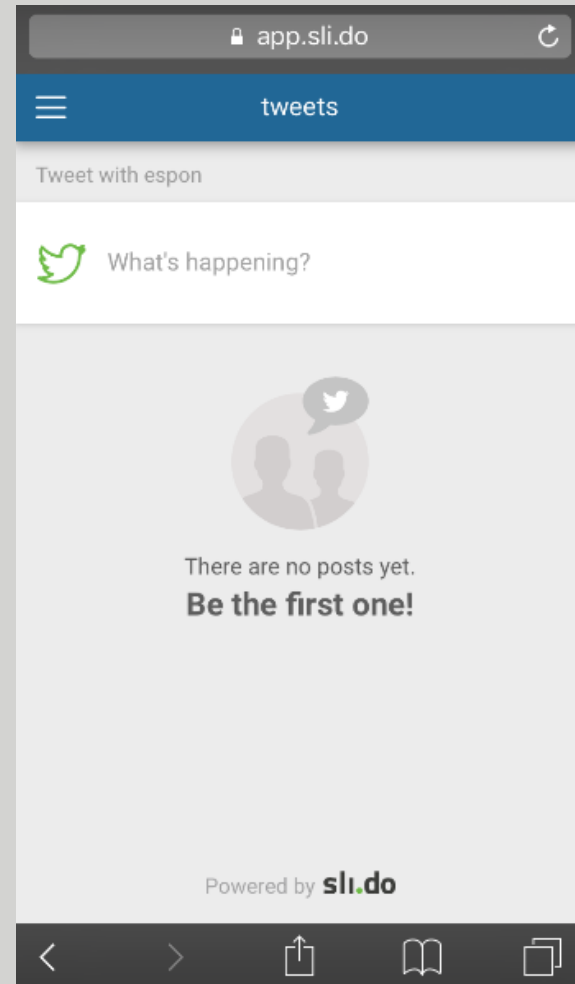 app.sli.do
tweets
Tweet with espon
What's happening?
There are no posts yet.
Be the first one!
Powered by sli.do